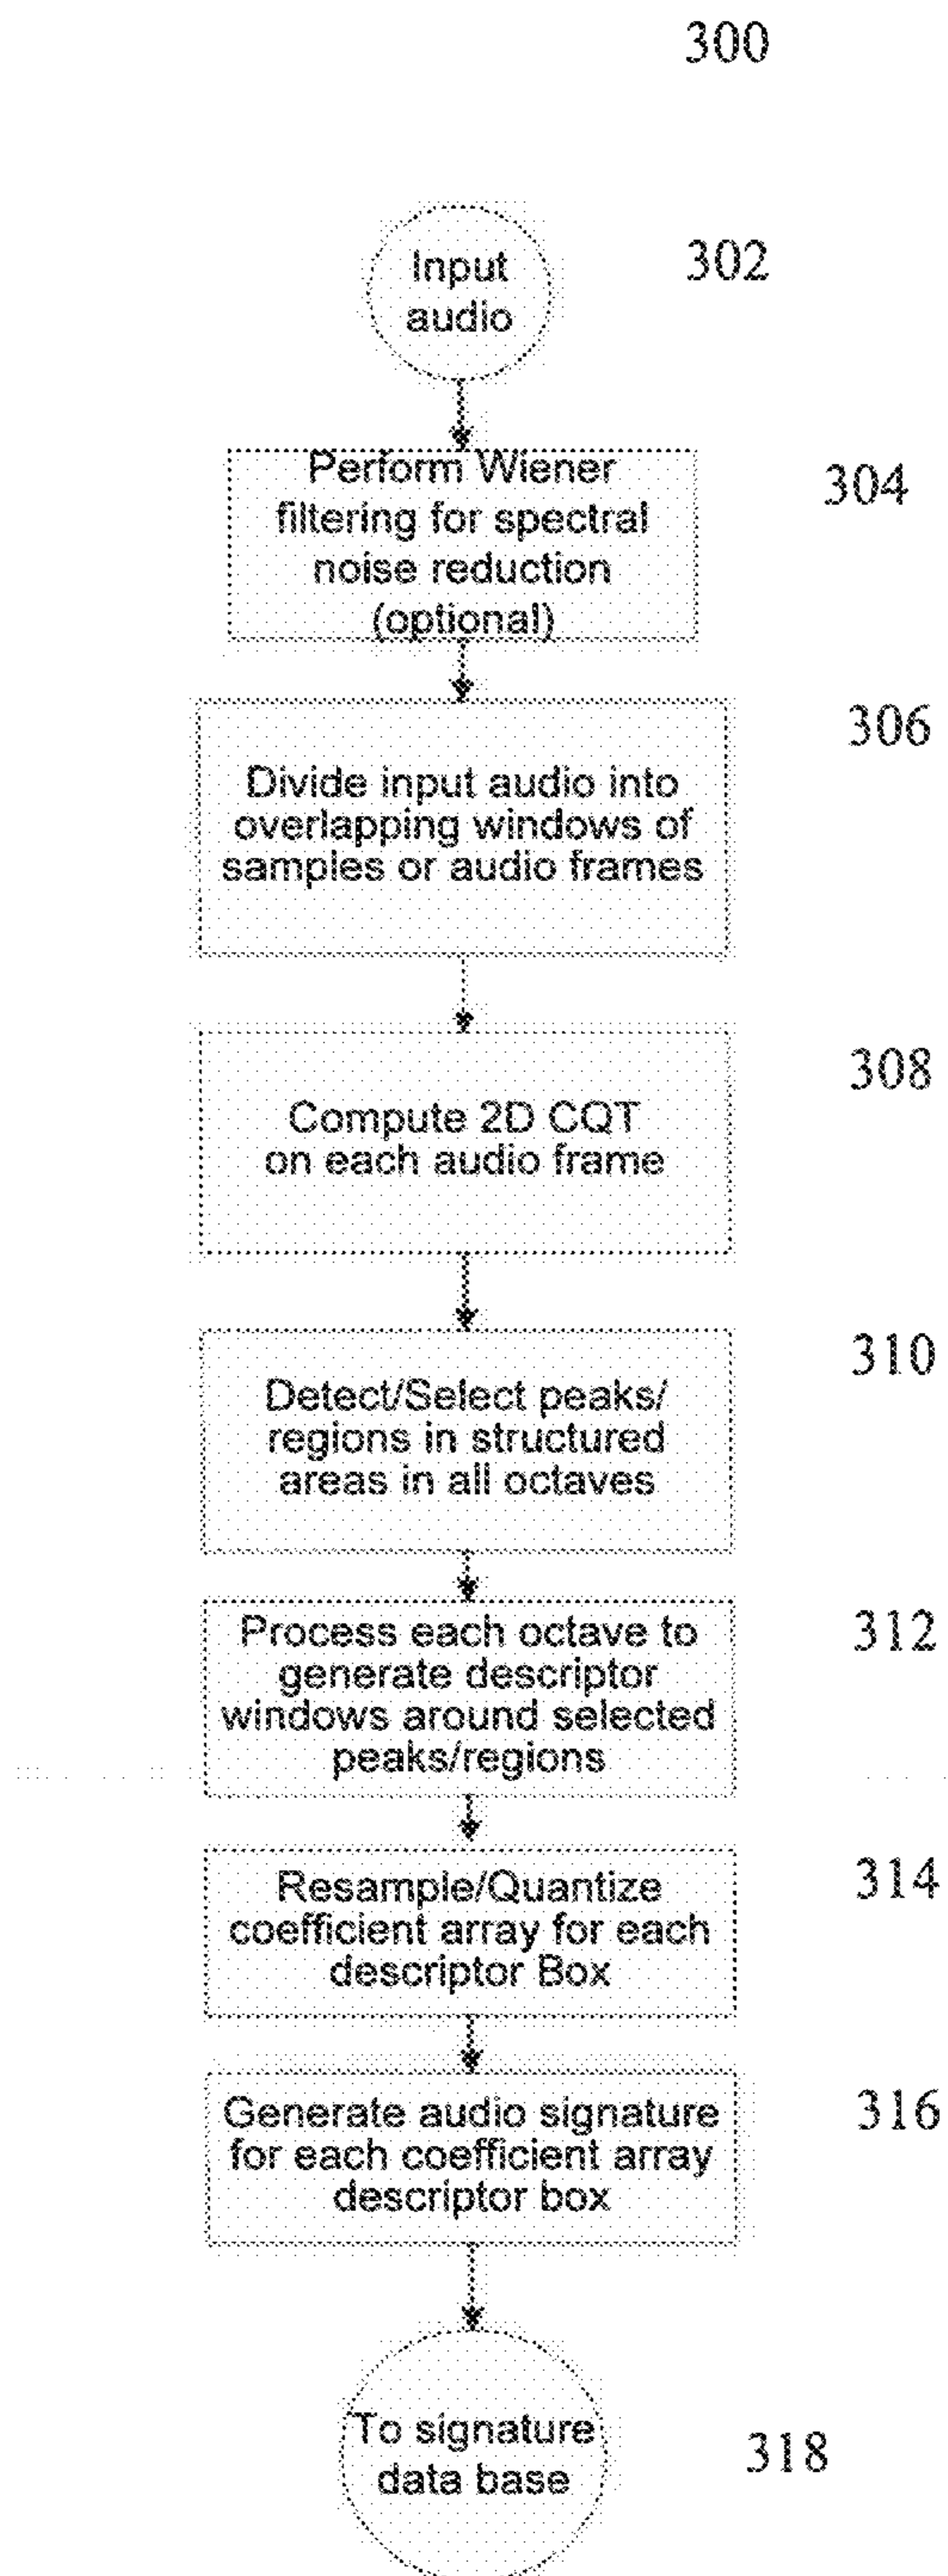 300
302
Input
audio
304
Perform Wiener
filtering for spectral
noise reduction
(optional)
306
Divide input audio into
overlapping windows of
samples or audio frames
308
Compute 2D CQT
on each audio frame
310
Detect/Select peaks/
regions in structured
areas in all octaves
312
Process each octave to
generate descriptor
windows around selected
peaks/regions
314
Resample/Quantize
coefficient array for each
descriptor Box
316
Generate audio signature
for each coefficient array
descriptor box
To signature
data base
318